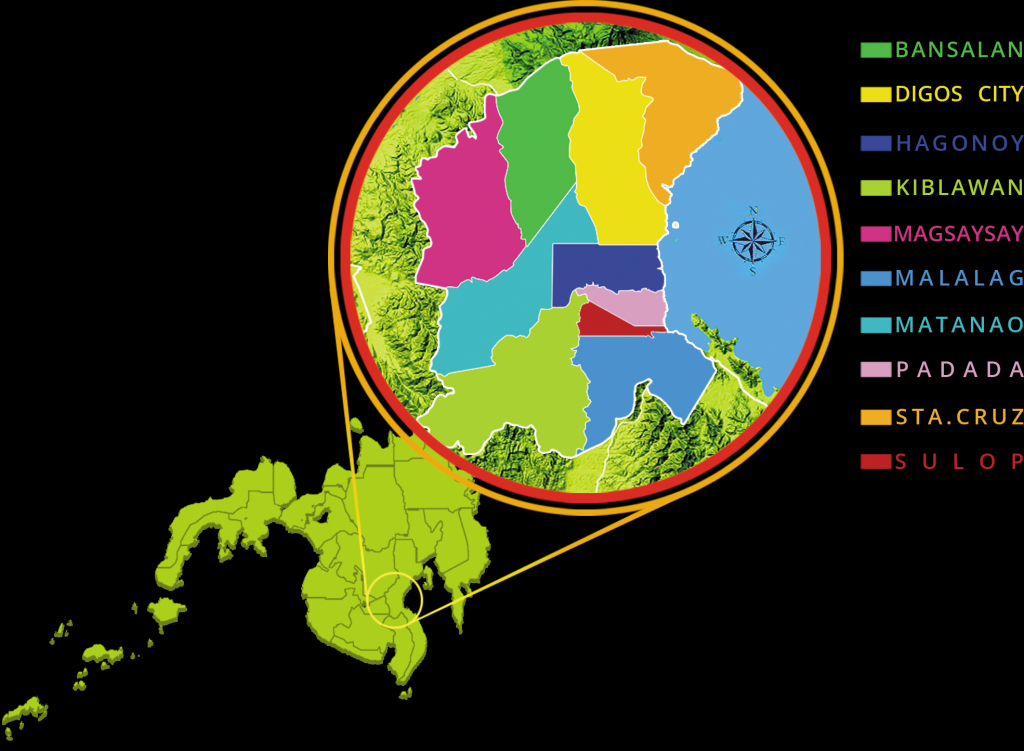 BANSALAN
DIGOS CITY
HAGONOY
KIBLAWAN
MAGSAYSAY
MALALAG
MATANAO
PADADA
STA.CRUZ
SULOP
N
W E
S